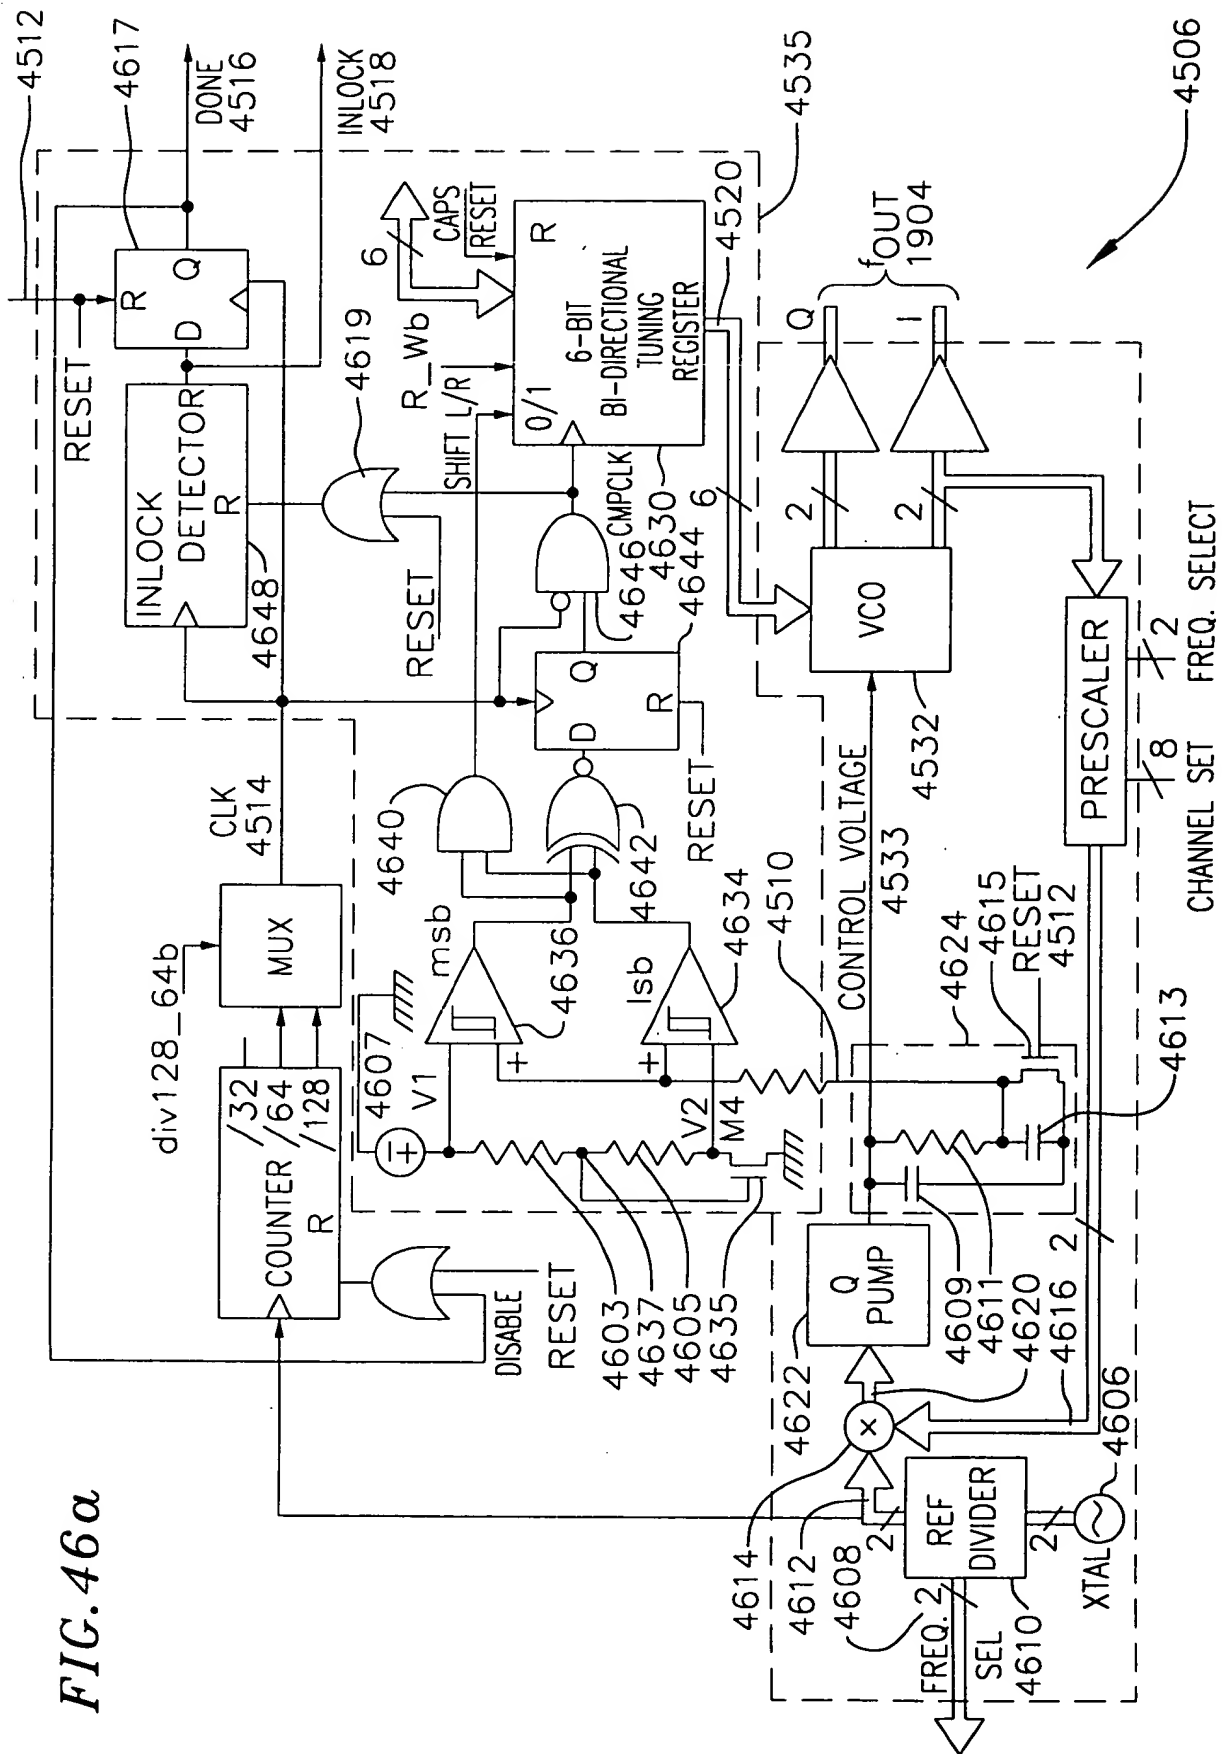 FIG. 46a
4512
RESET
4617
R
D
Q
DONE
4516
INLOCK
4518
INLOCK
DETECTOR
R
4648
4619
RESET
div128_64b
MUX
CLK
4514
COUNTER
/32
/64
/128
R
DISABLE
RESET
4607
V1
msb
4636
4640
4642
lsb
4634
+
+
V2
M4
4603
4637
4605
4635
4510
D
Q
R
RESET
4644
4646
CMPCLK
4630
SHIFT L/R
R_Wb
6
CAPS
RESET
0/1
R
6-BIT
BI-DIRECTIONAL
TUNING
REGISTER
4520
4535
6
VCO
4532
CONTROL VOLTAGE
4533
2
2
Q
I
fOUT
1904
4506
PRESCALER
2
FREQ. SELECT
8
CHANNEL SET
4624
4615
RESET
4512
4613
Q
PUMP
4622
4609
4611
4620
4616
2
×
4614
4612
4608
2
REF
DIVIDER
2
XTAL
4606
FREQ. 2
SEL
4610